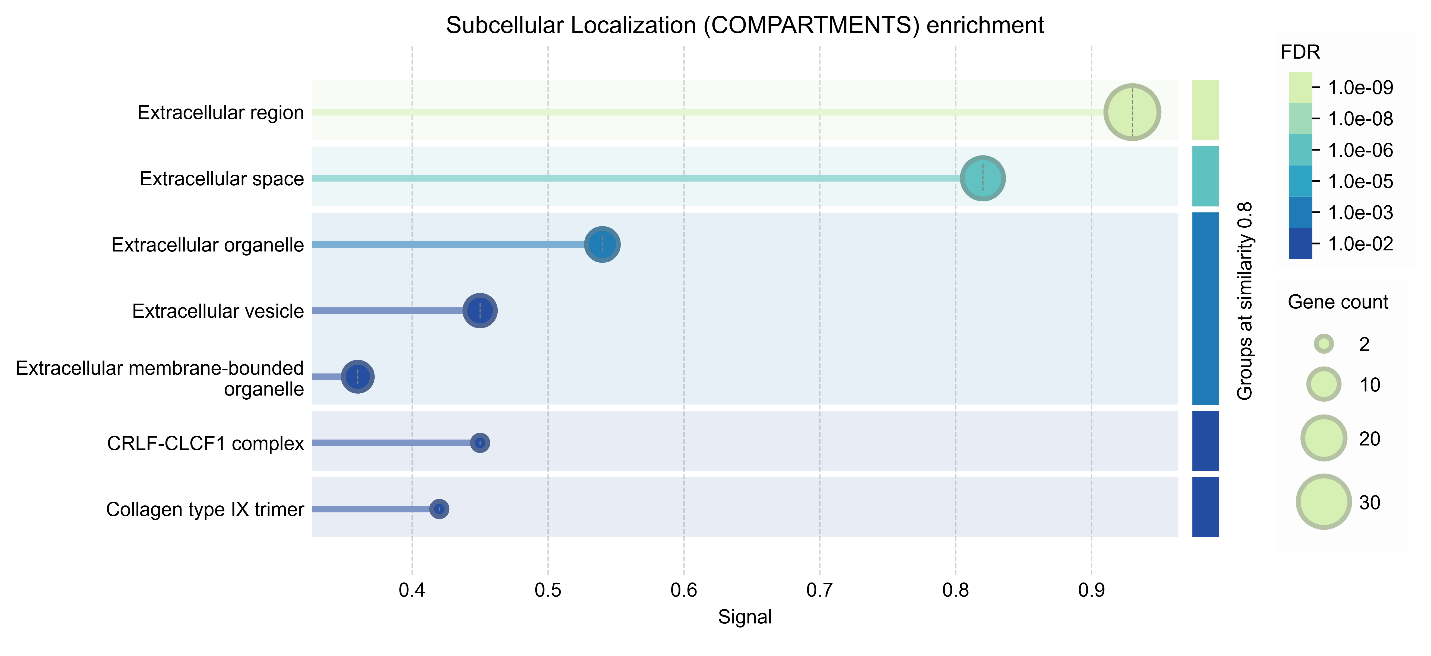 Subcellular Localization (COMPARTMENTS) enrichment
Extracellular region
Extracellular space
Extracellular organelle
Extracellular vesicle
Extracellular membrane-bounded
organelle
CRLF-CLCF1 complex
Collagen type IX trimer
0.4 0.5 0.6 0.7 0.8 0.9
Signal
Groups at similarity 0.8
FDR
1.0e-09
1.0e-08
1.0e-06
1.0e-05
1.0e-03
1.0e-02
Gene count
2
10
20
30